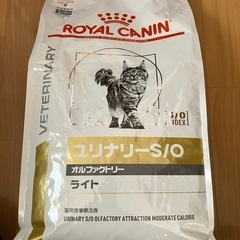 ROYAL CANIN
VETERINARY
S/O
INDEX
ユリナリーS/O
オルファクトリー
ライト
猫用食事療法食
URINARY S/O OLFACTORY ATTRACTION MODERATE CALORIE